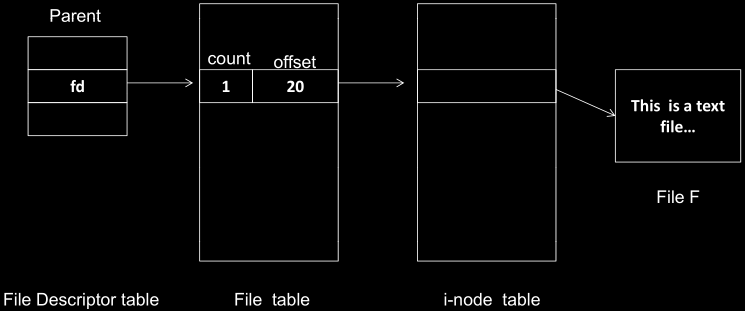 Parent
count offset
fd
1 20
This is a text
file...
File F
File Descriptor table
File table
i-node table